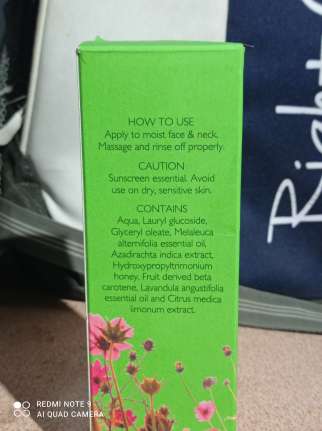 HOW TO USE
Apply to moist face & neck.
Massage and rinse off properly.
CAUTION
Sunscreen essential. Avoid
use on dry, sensitive skin.
CONTAINS
Aqua, Lauryl glucoside,
Glyceryl oleate, Melaleuca
alternifolia essential oil,
Azadirachta indica extract,
Hydroxypropyltrimonium
honey. Fruit derived beta
carotene, Lavandula angustifolia
essential oil and Citrus medica
limonum extract.
Right
REDMI NOTE 9
AI QUAD CAMERA